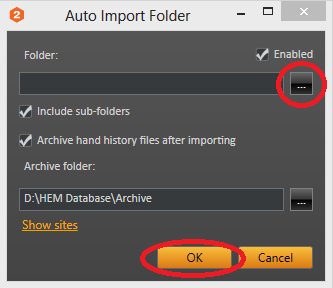 2 Auto Import Folder
Folder: Enabled
...
Include sub-folders
Archive hand history files after importing
Archive folder:
D:\HEM Database\Archive ...
Show sites
OK Cancel